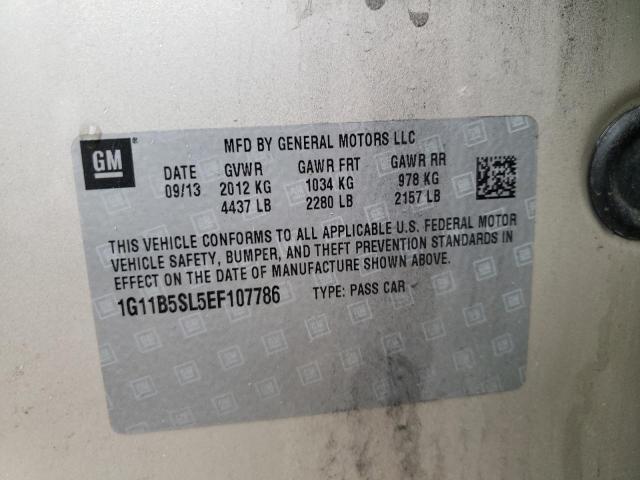 GM
MFD BY GENERAL MOTORS LLC
DATE GVWR GAWR FRT GAWR RR
09/13 2012 KG 1034 KG 978 KG
4437 LB 2280 LB 2157 LB
THIS VEHICLE CONFORMS TO ALL APPLICABLE U.S. FEDERAL MOTOR
VEHICLE SAFETY, BUMPER, AND THEFT PREVENTION STANDARDS IN
EFFECT ON THE DATE OF MANUFACTURE SHOWN ABOVE.
1G11B5SL5EF107786 TYPE: PASS CAR